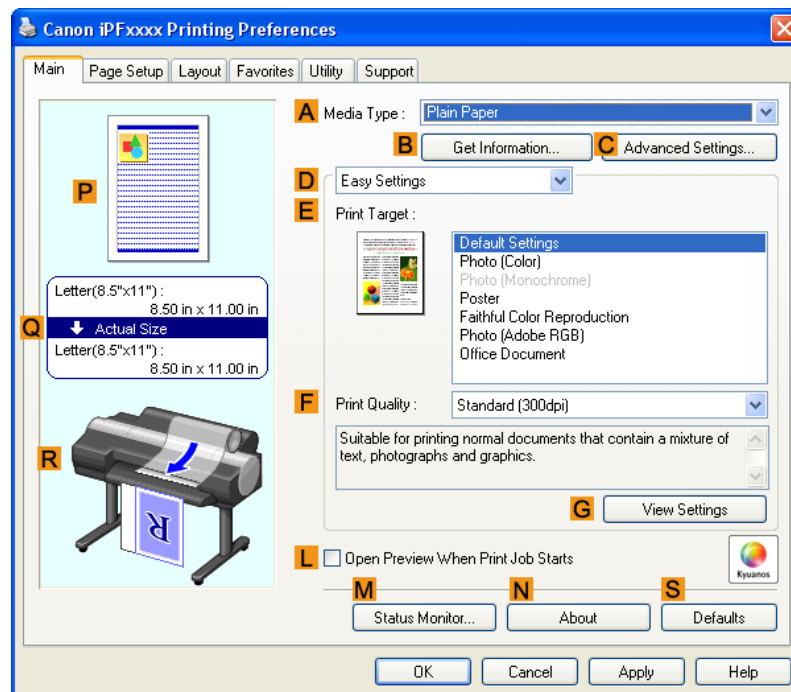 Canon iPFxxxx Printing Preferences
Main Page Setup Layout Favorites Utility Support
A Media Type : Plain Paper
B Get Information... C Advanced Settings...
D Easy Settings
E Print Target :
Default Settings
Photo (Color)
Photo (Monochrome)
Poster
Faithful Color Reproduction
Photo (Adobe RGB)
Office Document
F Print Quality : Standard (300dpi)
Suitable for printing normal documents that contain a mixture of
text, photographs and graphics.
G View Settings
P
Letter(8.5"x11") :
8.50 in x 11.00 in
Q Actual Size
Letter(8.5"x11") :
8.50 in x 11.00 in
R
R
L Open Preview When Print Job Starts
Kyuanos
M N S
Status Monitor... About Defaults
OK Cancel Apply Help